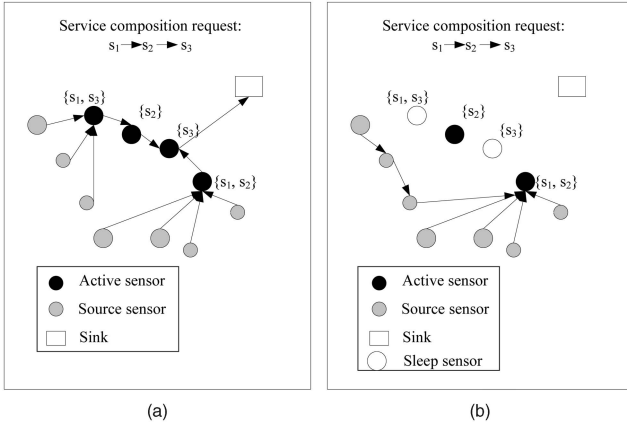 Service composition request:
s1 s2 s3
{s1, s3}
{s2}
{s3}
{s1, s2}
Active sensor
Source sensor
Sink
(a)
Service composition request:
s1 s2 s3
{s1, s3}
{s2}
{s3}
{s1, s2}
Active sensor
Source sensor
Sink
Sleep sensor
(b)